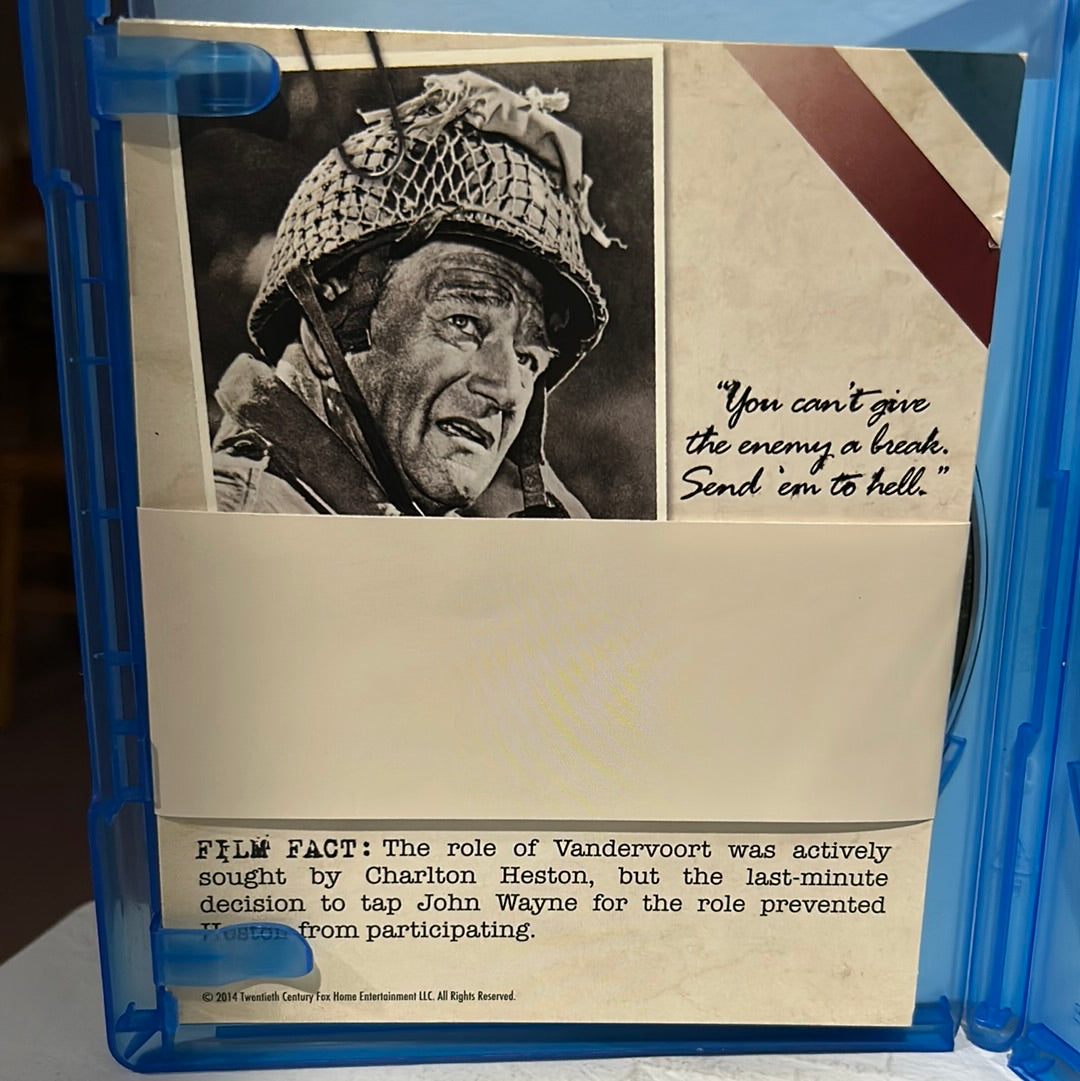 “You can’t give
the enemy a break.
Send ’em to hell.”
FILM FACT: The role of Vandervoort was actively
sought by Charlton Heston, but the last-minute
decision to tap John Wayne for the role prevented
Heston from participating.
© 2014 Twentieth Century Fox Home Entertainment LLC. All Rights Reserved.